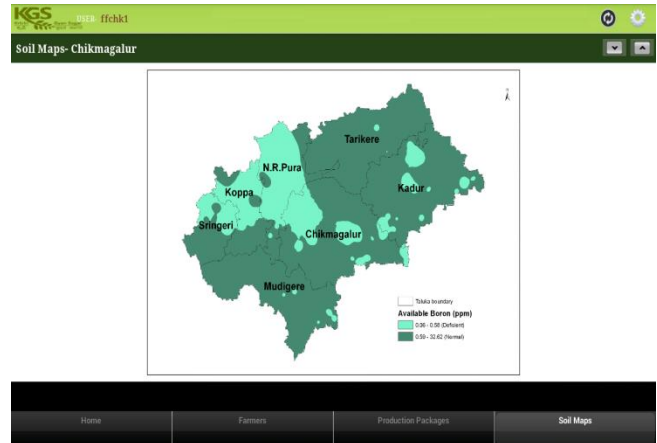 KGS
USER- ffchk1
Soil Maps- Chikmagalur
Tarikere
N.R.Pura
Koppa
Kadur
Sringeri
Chikmagalur
Mudigere
Taluka boundary
Available Boron (ppm)
0.06 - 0.58 (Deficient)
0.59 - 32.62 (Normal)
Home
Farmers
Production Packages
Soil Maps